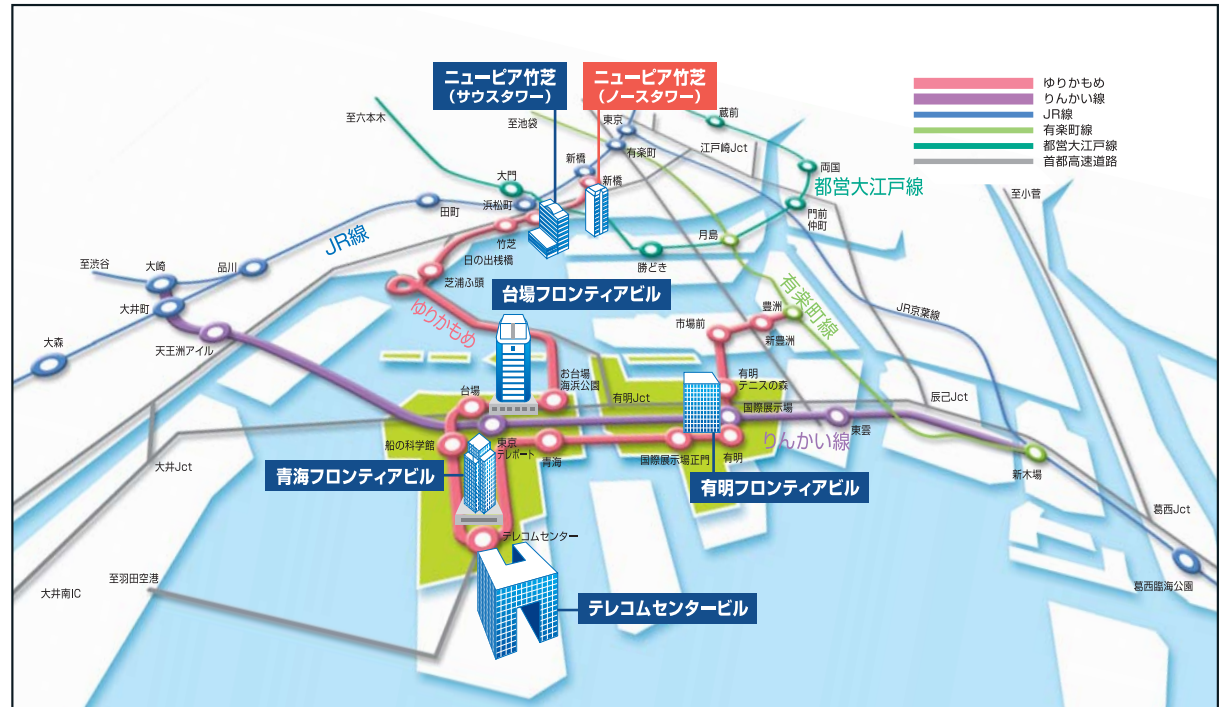 ニューピア竹芝
（サウスタワー）
ニューピア竹芝
（ノースタワー）
ゆりかもめ
りんかい線
JR線
有楽町線
都営大江戸線
首都高速道路
至六本木
至池袋
東京
蔵前
江戸崎Jct
有楽町
新橋
新橋
両国
都営大江戸線
大門
浜松町
田町
至小菅
門前
仲町
月島
竹芝
日の出桟橋
勝どき
JR線
至渋谷
大崎
品川
芝浦ふ頭
台場フロンティアビル
有楽町線
大井町
ゆりかもめ
豊洲
市場前
新豊洲
JR京葉線
大森
天王洲アイル
お台場
海浜公園
有明
テニスの森
台場
有明Jct
国際展示場
辰己Jct
東雲
りんかい線
船の科学館
東京
テレポート
青海
国際展示場正門
有明
大井Jct
青海フロンティアビル
有明フロンティアビル
新木場
葛西Jct
テレコムセンター
至羽田空港
大井南IC
葛西臨海公園
テレコムセンタービル